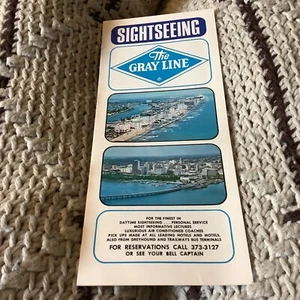 SIGHTSEEING
The
GRAY LINE
®
FOR THE FINEST IN
DAYTIME SIGHTSEEING . . . PERSONAL SERVICE
MOST INFORMATIVE LECTURES
LUXURIOUS AIR CONDITIONED COACHES
PICK UPS MADE AT ALL LEADING HOTELS AND MOTELS.
ALSO FROM GREYHOUND AND TRAILWAYS BUS TERMINALS
FOR RESERVATIONS CALL 373-3127
OR SEE YOUR BELL CAPTAIN